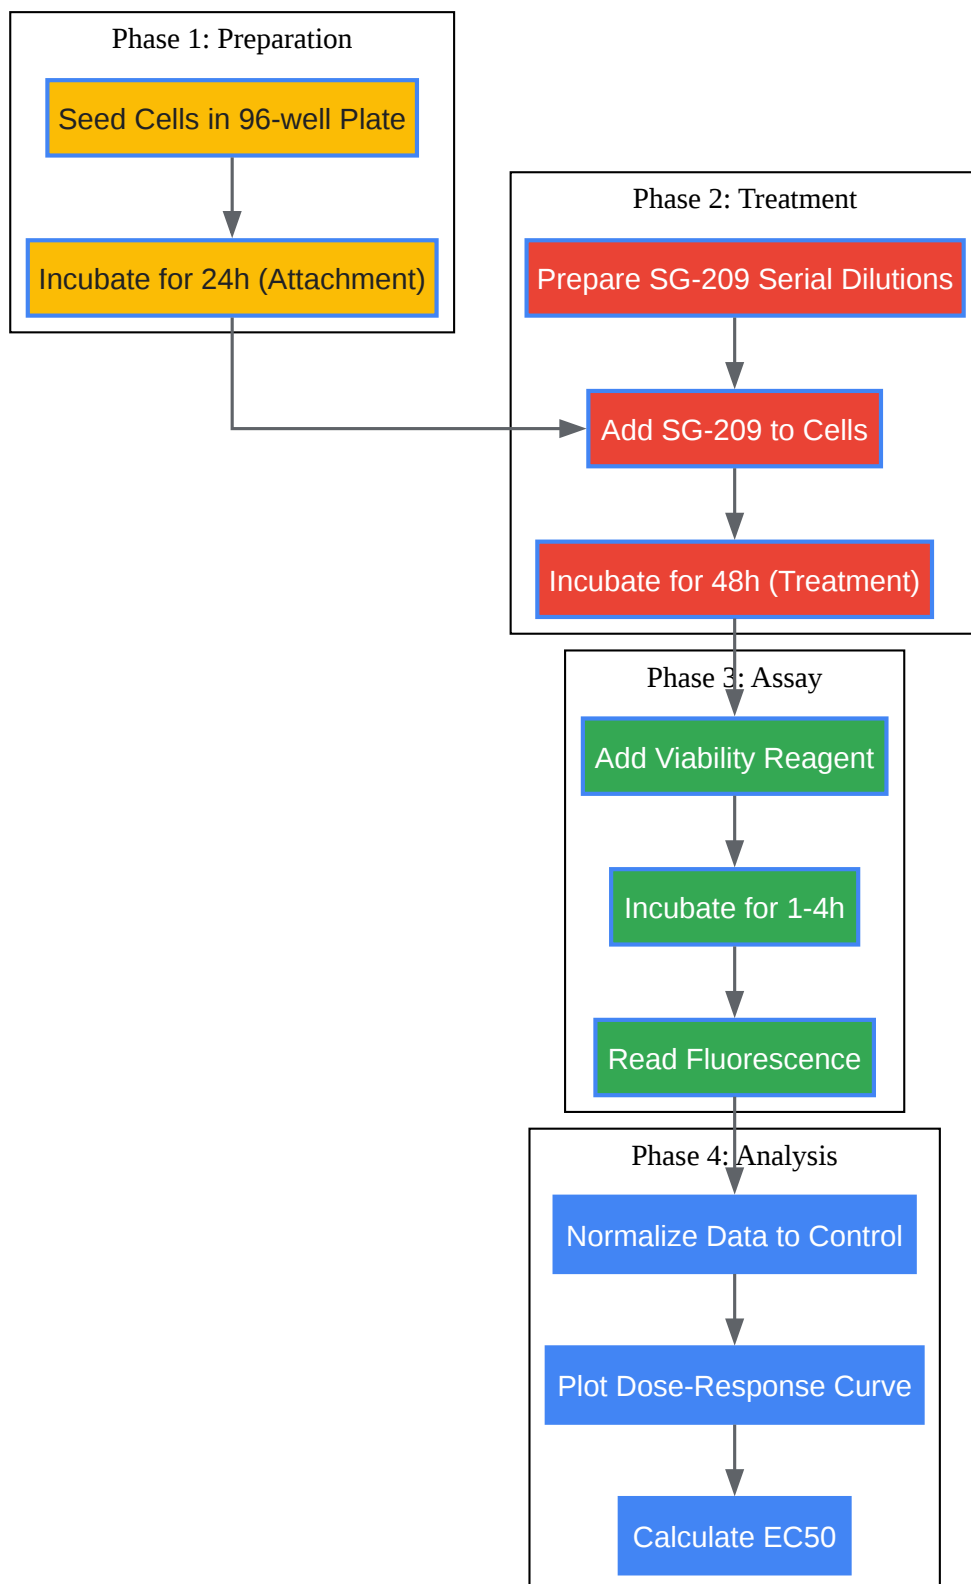 Phase 1: Preparation
Seed Cells in 96-well Plate
Incubate for 24h (Attachment)
Phase 2: Treatment
Prepare SG-209 Serial Dilutions
Add SG-209 to Cells
Incubate for 48h (Treatment)
Phase 3: Assay
Add Viability Reagent
Incubate for 1-4h
Read Fluorescence
Phase 4: Analysis
Normalize Data to Control
Plot Dose-Response Curve
Calculate EC50